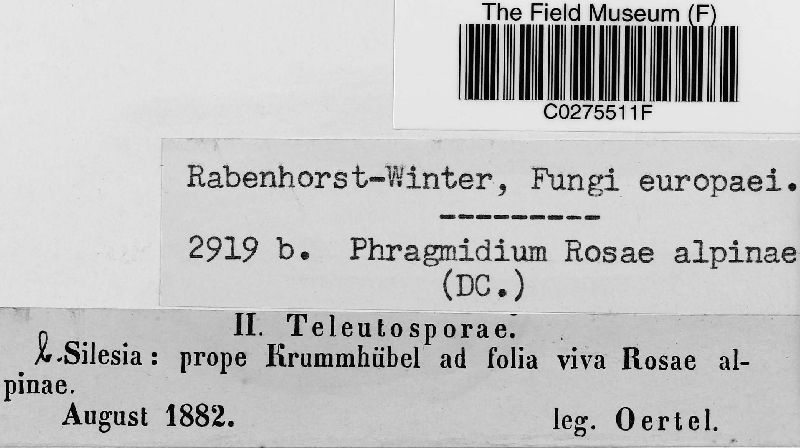 The Field Museum (F)
C0275511F
Rabenhorst-Winter, Fungi europaei.
2919 b. Phragmidium Rosae alpinae
(DC.)
II. Teleutosporae.
b. Silesia: prope Krummhübel ad folia viva Rosae al-
pinae.
August 1882. leg. Oertel.